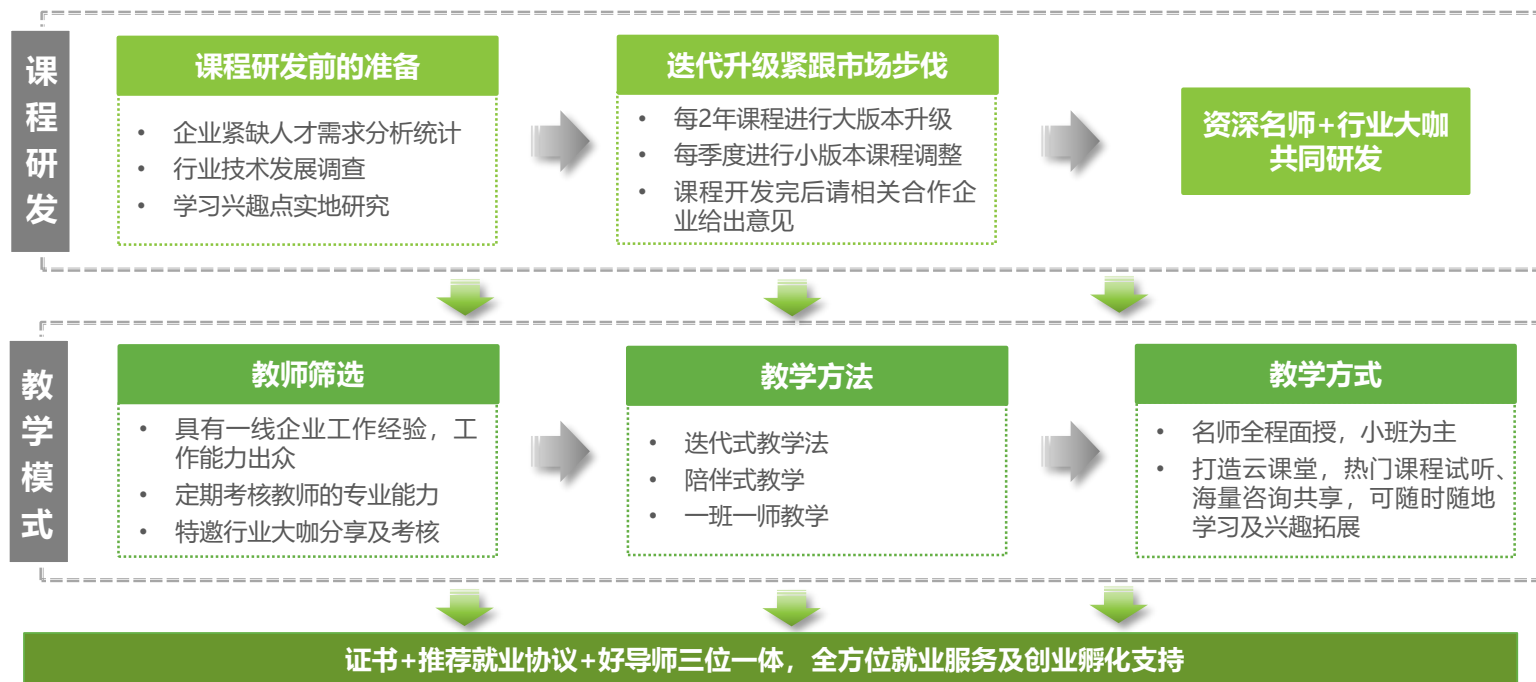 课程研发
课程研发前的准备
• 企业紧缺人才需求分析统计
• 行业技术发展调查
• 学习兴趣点实地研究
迭代升级紧跟市场步伐
• 每2年课程进行大版本升级
• 每季度进行小版本课程调整
• 课程开发完后请相关合作企
业给出意见
资深名师+行业大咖
共同研发
教学模式
教师筛选
• 具有一线企业工作经验，工
作能力出众
• 定期考核教师的专业能力
• 特邀行业大咖分享及考核
教学方法
• 迭代式教学法
• 陪伴式教学
• 一班一师教学
教学方式
• 名师全程面授，小班为主
• 打造云课堂，热门课程试听、
海量咨询共享，可随时随地
学习及兴趣拓展
证书+推荐就业协议+好导师三位一体，全方位就业服务及创业孵化支持